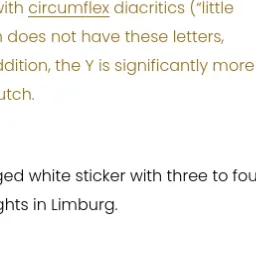 with circumflex diacritics (“little
does not have these letters,
ddition, the Y is significantly more
utch.
ged white sticker with three to fou
ghts in Limburg.